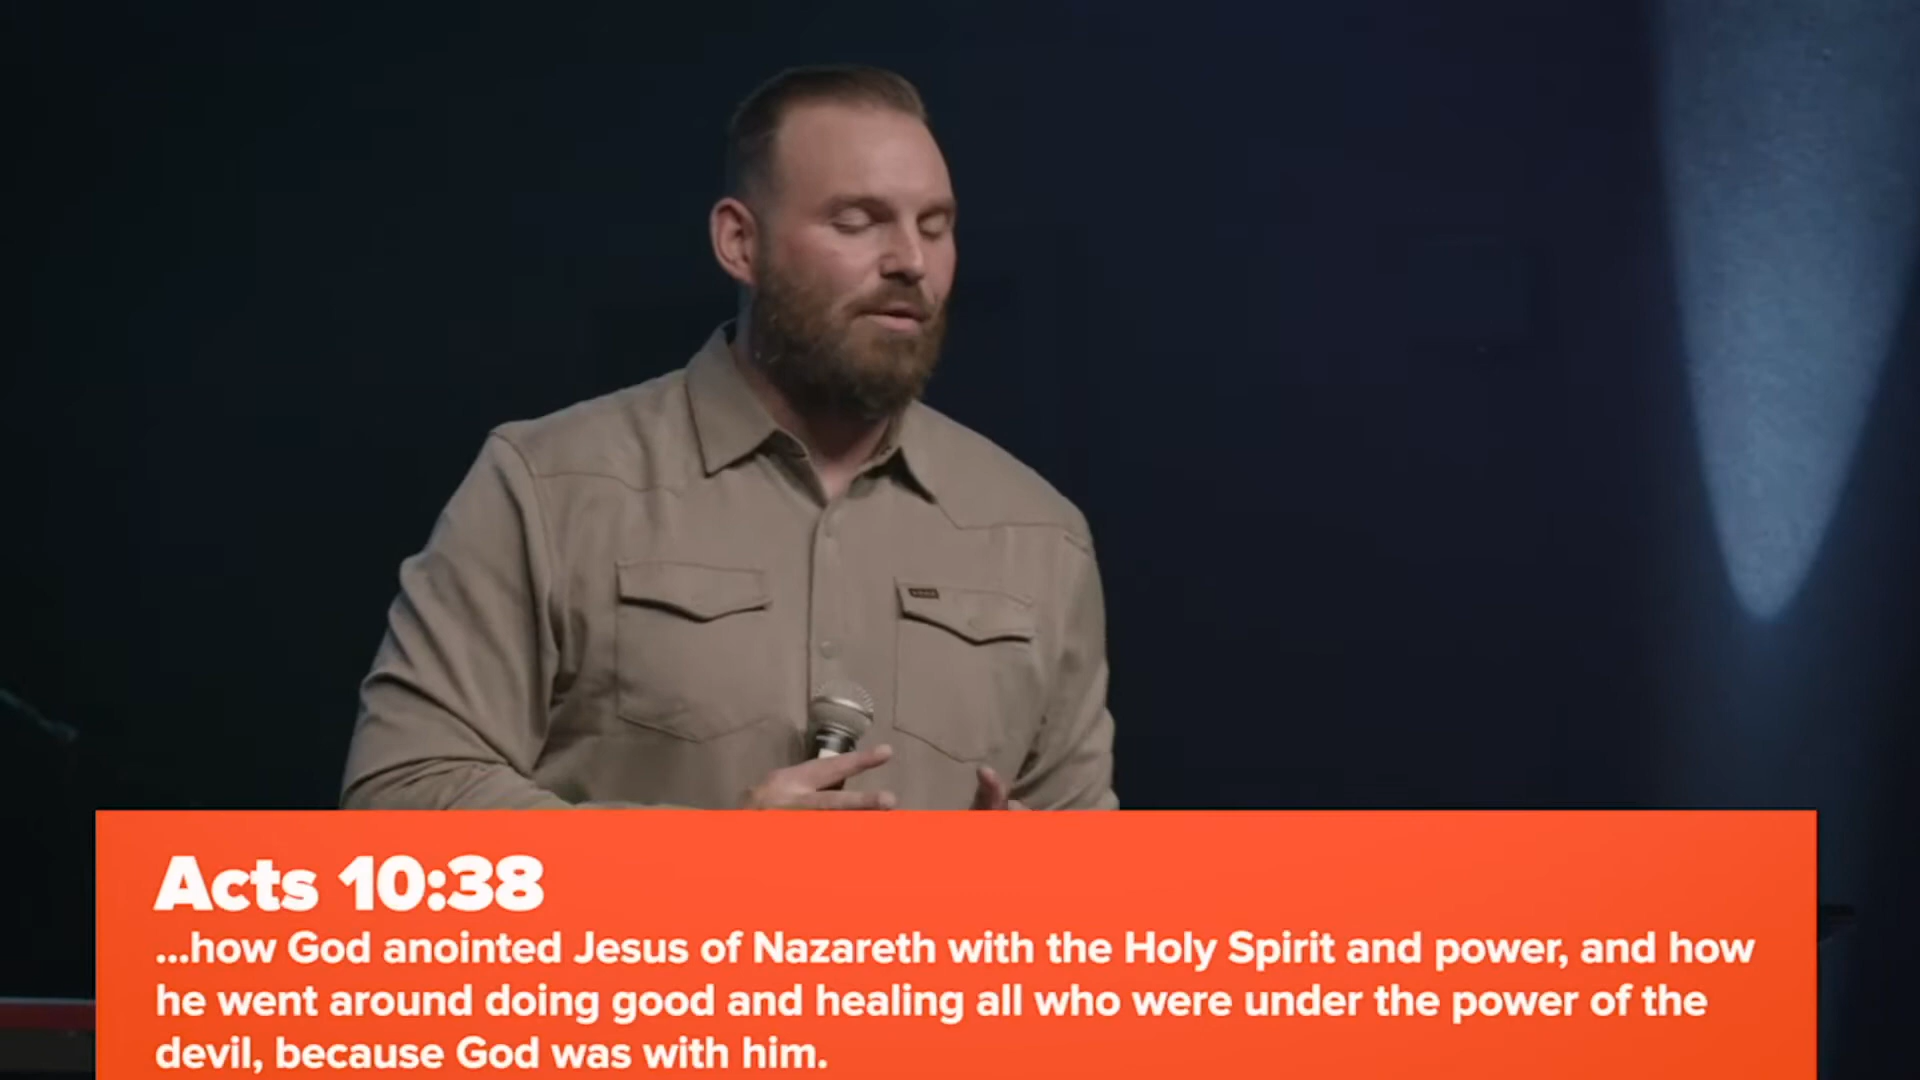 Acts 10:38
...how God anointed Jesus of Nazareth with the Holy Spirit and power, and how
he went around doing good and healing all who were under the power of the
devil, because God was with him.